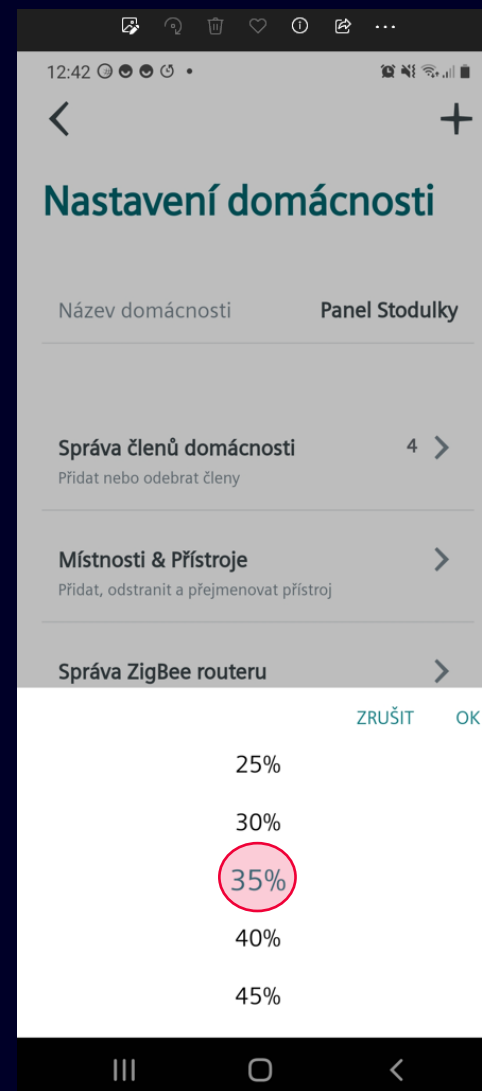 12:42
Nastavení domácnosti
Název domácnosti Panel Stodulky
Správa členů domácnosti 4
Přidat nebo odebrat členy
Místnosti & Přístroje
Přidat, odstranit a přejmenovat přístroj
Správa ZigBee routeru
ZRUŠIT OK
25%
30%
35%
40%
45%